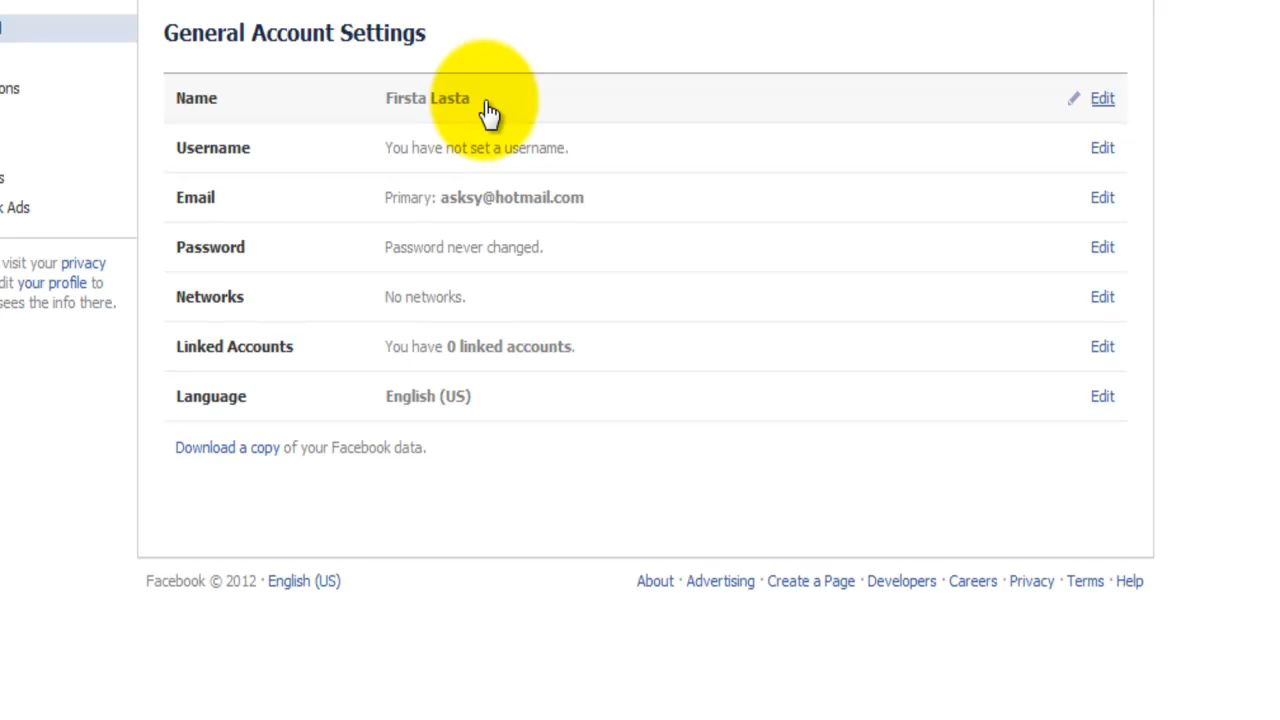 General Account Settings
Name Firsta Lasta Edit
Username You have not set a username. Edit
Email Primary: asksy@hotmail.com Edit
Password Password never changed. Edit
Networks No networks. Edit
Linked Accounts You have 0 linked accounts. Edit
Language English (US) Edit
Download a copy of your Facebook data.
ons
s
k Ads
visit your privacy
dit your profile to
sees the info there.
Facebook © 2012 · English (US)
About · Advertising · Create a Page · Developers · Careers · Privacy · Terms · Help